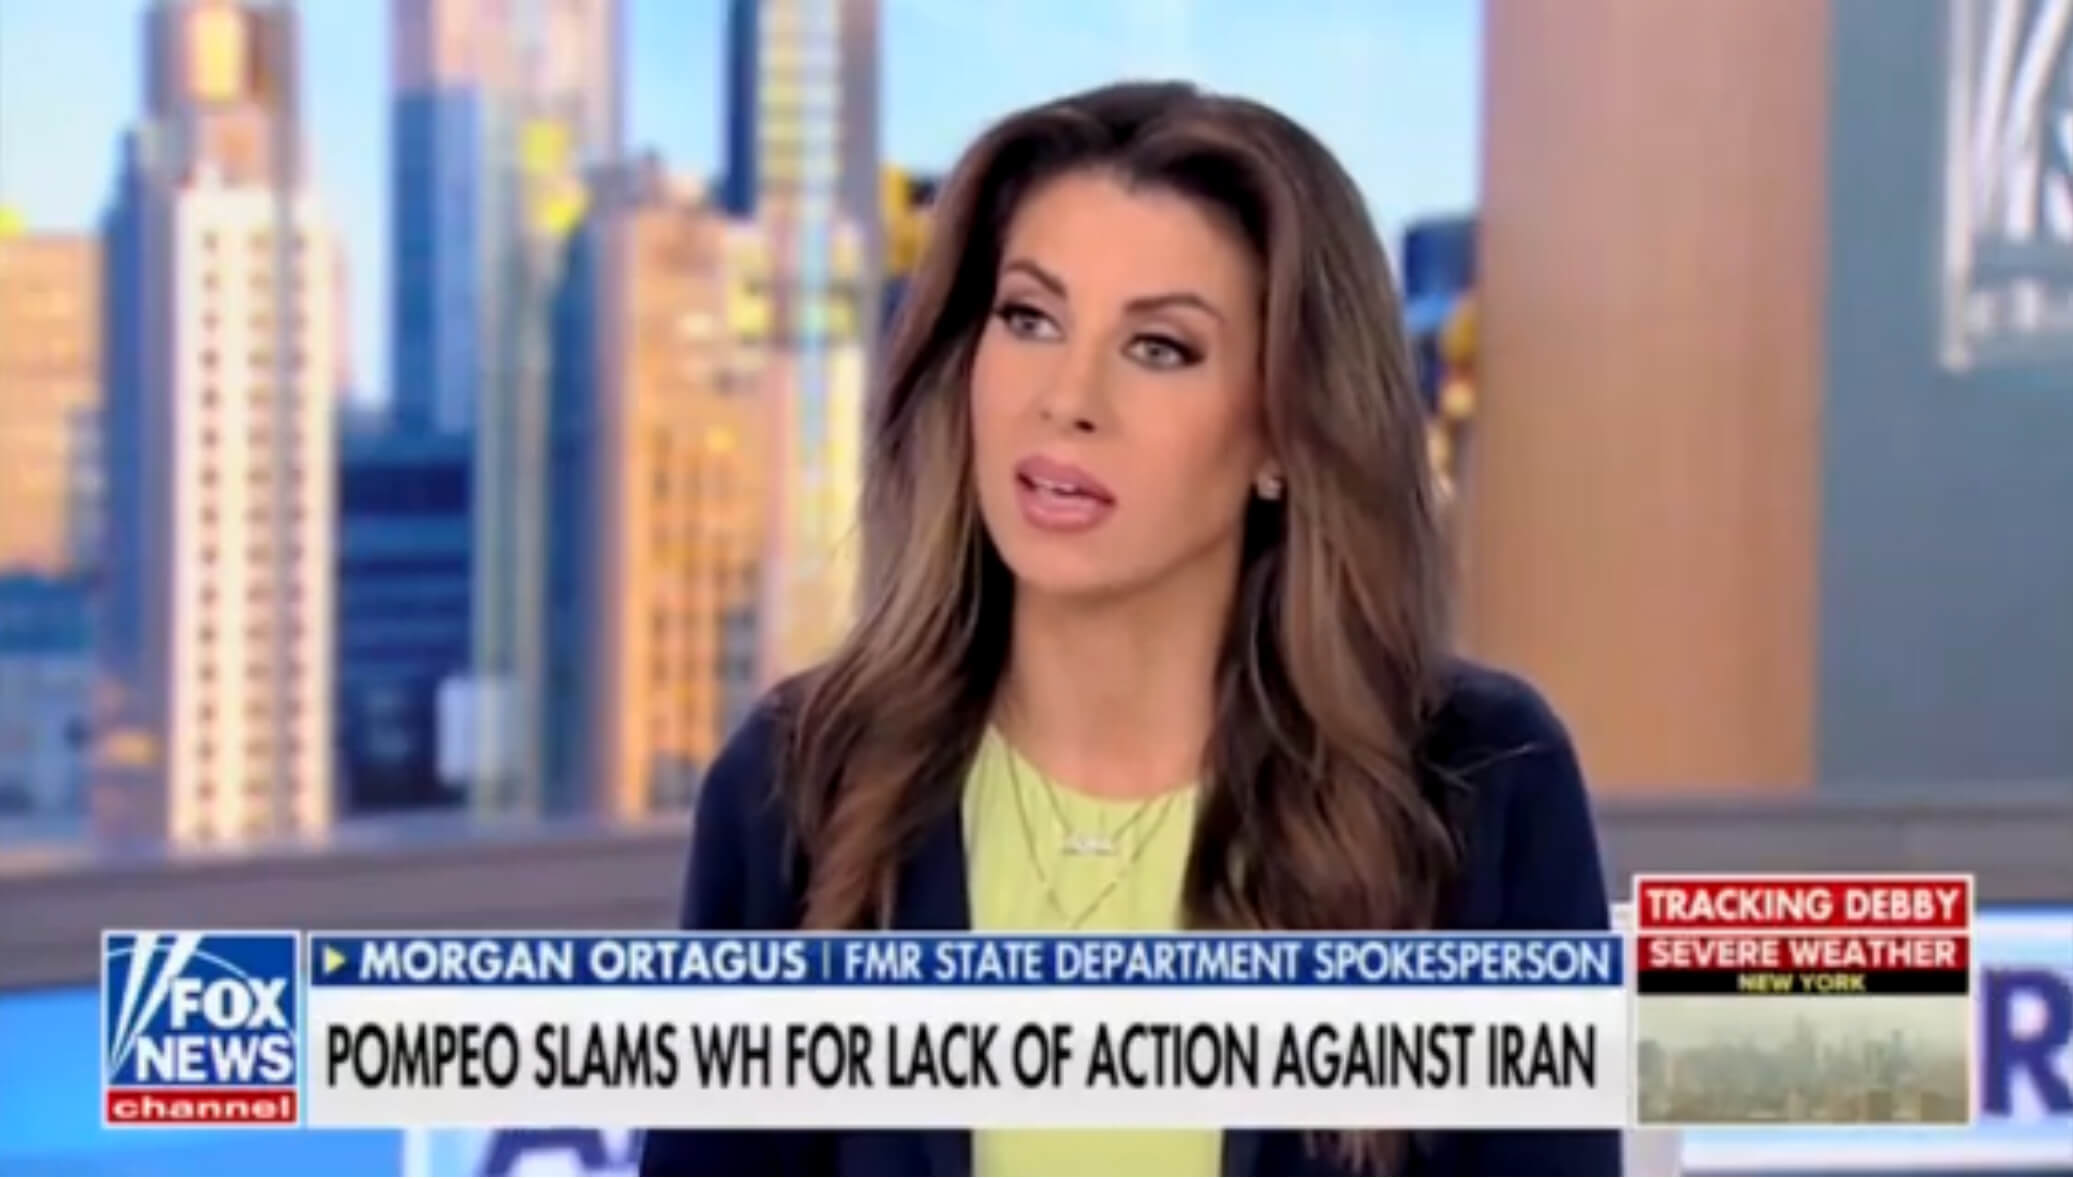 MORGAN ORTAGUS | FMR STATE DEPARTMENT SPOKESPERSON
POMPEO SLAMS WH FOR LACK OF ACTION AGAINST IRAN
FOX
NEWS
channel
TRACKING DEBBY
SEVERE WEATHER
NEW YORK
R